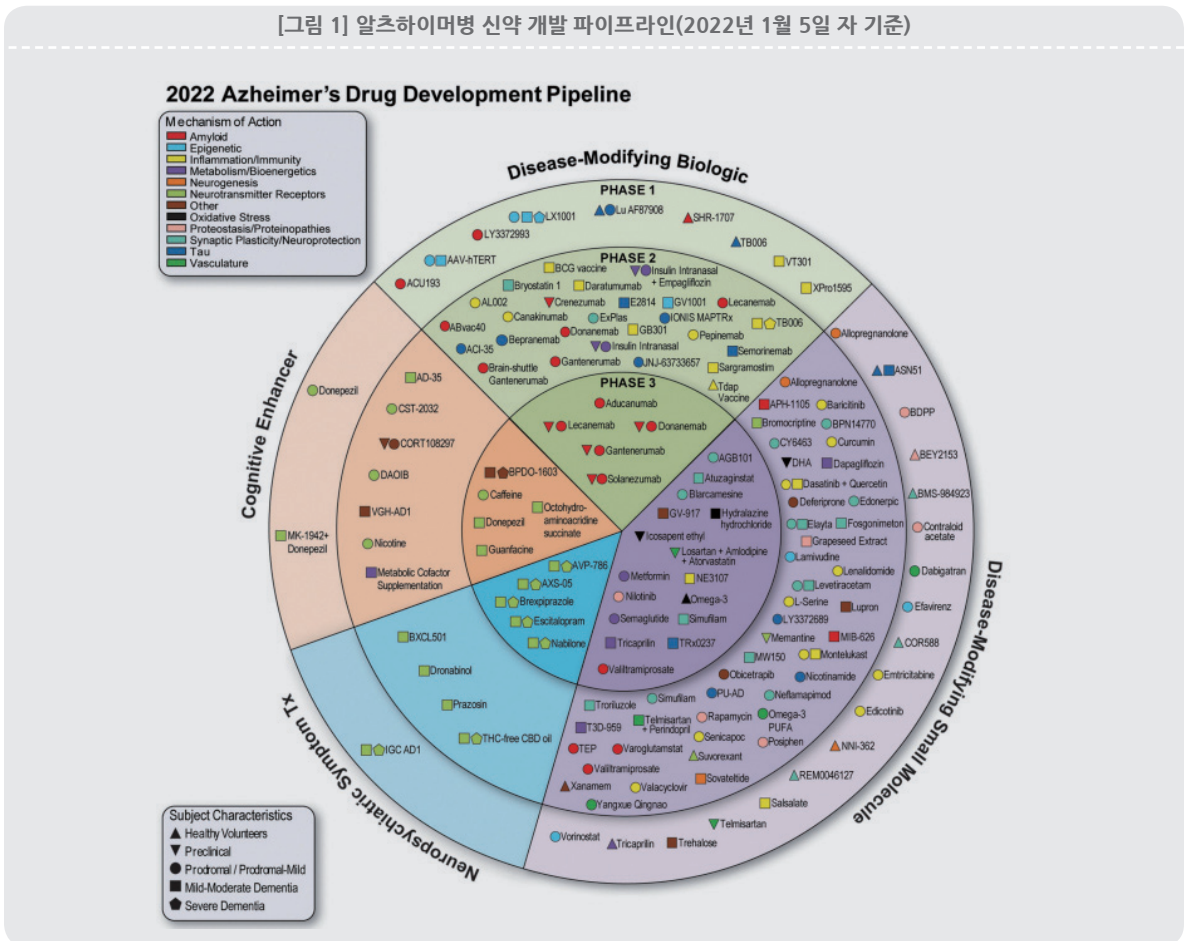 [그림 1] 알츠하이머병 신약 개발 파이프라인(2022년 1월 5일 자 기준)
2022 Azheimer's Drug Development Pipeline
Mechanism of Action
Amyloid
Epigenetic
Inflammation/Immunity
Metabolism/Bioenergetics
Neurogenesis
Neurotransmitter Receptors
Other
Oxidative Stress
Proteostasis/Proteinopathies
Synaptic Plasticity/Neuroprotection
Tau
Vasculature
Disease-Modifying Biologic
PHASE 1
Lu AF87908
LX1001
SHR-1707
LY3372993
TB006
AAV-hTERT
VT301
ACU193
XPro1595
PHASE 2
BCG vaccine
Insulin Intranasal
+ Empagliflozin
Bryostatin 1
Daratumumab
AL002
Crenezumab
E2814
GV1001
Lecanemab
Canakinumab
ExPlas
IONIS MAPTRx
ABvac40
Donanemab
GB301
Pepinemab
TB006
Bepranemab
ACI-35
Insulin Intranasal
Semorinemab
Brain-shuttle
Gantenerumab
Gantenerumab
JNJ-63733657
Sargramostim
Tdap
Vaccine
PHASE 3
Aducanumab
Lecanemab
Donanemab
Gantenerumab
Solanezumab
Cognitive Enhancer
Donepezil
MK-1942+
Donepezil
AD-35
CST-2032
CORT108297
DAOIB
VGH-AD1
Nicotine
Metabolic Cofactor
Supplementation
BPDO-1603
Caffeine
Octohydro-
aminoacridine
succinate
Donepezil
Guanfacine
Neuropsychiatric Symptom Tx
IGC AD1
BXCL501
Dronabinol
Prazosin
THC-free CBD oil
AVP-786
AXS-05
Brexpiprazole
Escitalopram
Nabilone
Disease-Modifying Small Molecule
AGB101
Atuzaginstat
Blarcamesine
GV-917
Hydralazine
hydrochloride
Icosapent ethyl
Losartan + Amlodipine
+ Atorvastatin
Metformin
NE3107
Nilotinib
Omega-3
Semaglutide
Simufilam
Tricaprilin
TRx0237
Valiltramiprosate
Allopregnanolone
APH-1105
Baricitinib
Bromocriptine
BPN14770
CY6463
Curcumin
DHA
Dapagliflozin
Dasatinib + Quercetin
Deferiprone
Edonerpic
Elayta
Fosgonimeton
Grapeseed Extract
Lamivudine
Lenalidomide
Levetiracetam
L-Serine
Lupron
LY3372689
Memantine
MIB-626
MW150
Montelukast
Obicetrapib
Nicotinamide
Simufilam
PU-AD
Neflamapimod
Troriluzole
T3D-959
Telmisartan
+ Perindopril
Rapamycin
Omega-3
PUFA
Senicapoc
Posiphen
TEP
Varoglutamstat
Suvorexant
Valiltramiprosate
Sovateltide
Xanamem
Valacyclovir
Yangxue Qingnao
Allopregnanolone
ASN51
BDPP
BEY2153
BMS-984923
Contraloid
acetate
Dabigatran
Efavirenz
COR588
Emtricitabine
Edicotinib
NNI-362
REM0046127
Salsalate
Telmisartan
Vorinostat
Tricaprilin
Trehalose
Subject Characteristics
Healthy Volunteers
Preclinical
Prodromal / Prodromal-Mild
Mild-Moderate Dementia
Severe Dementia